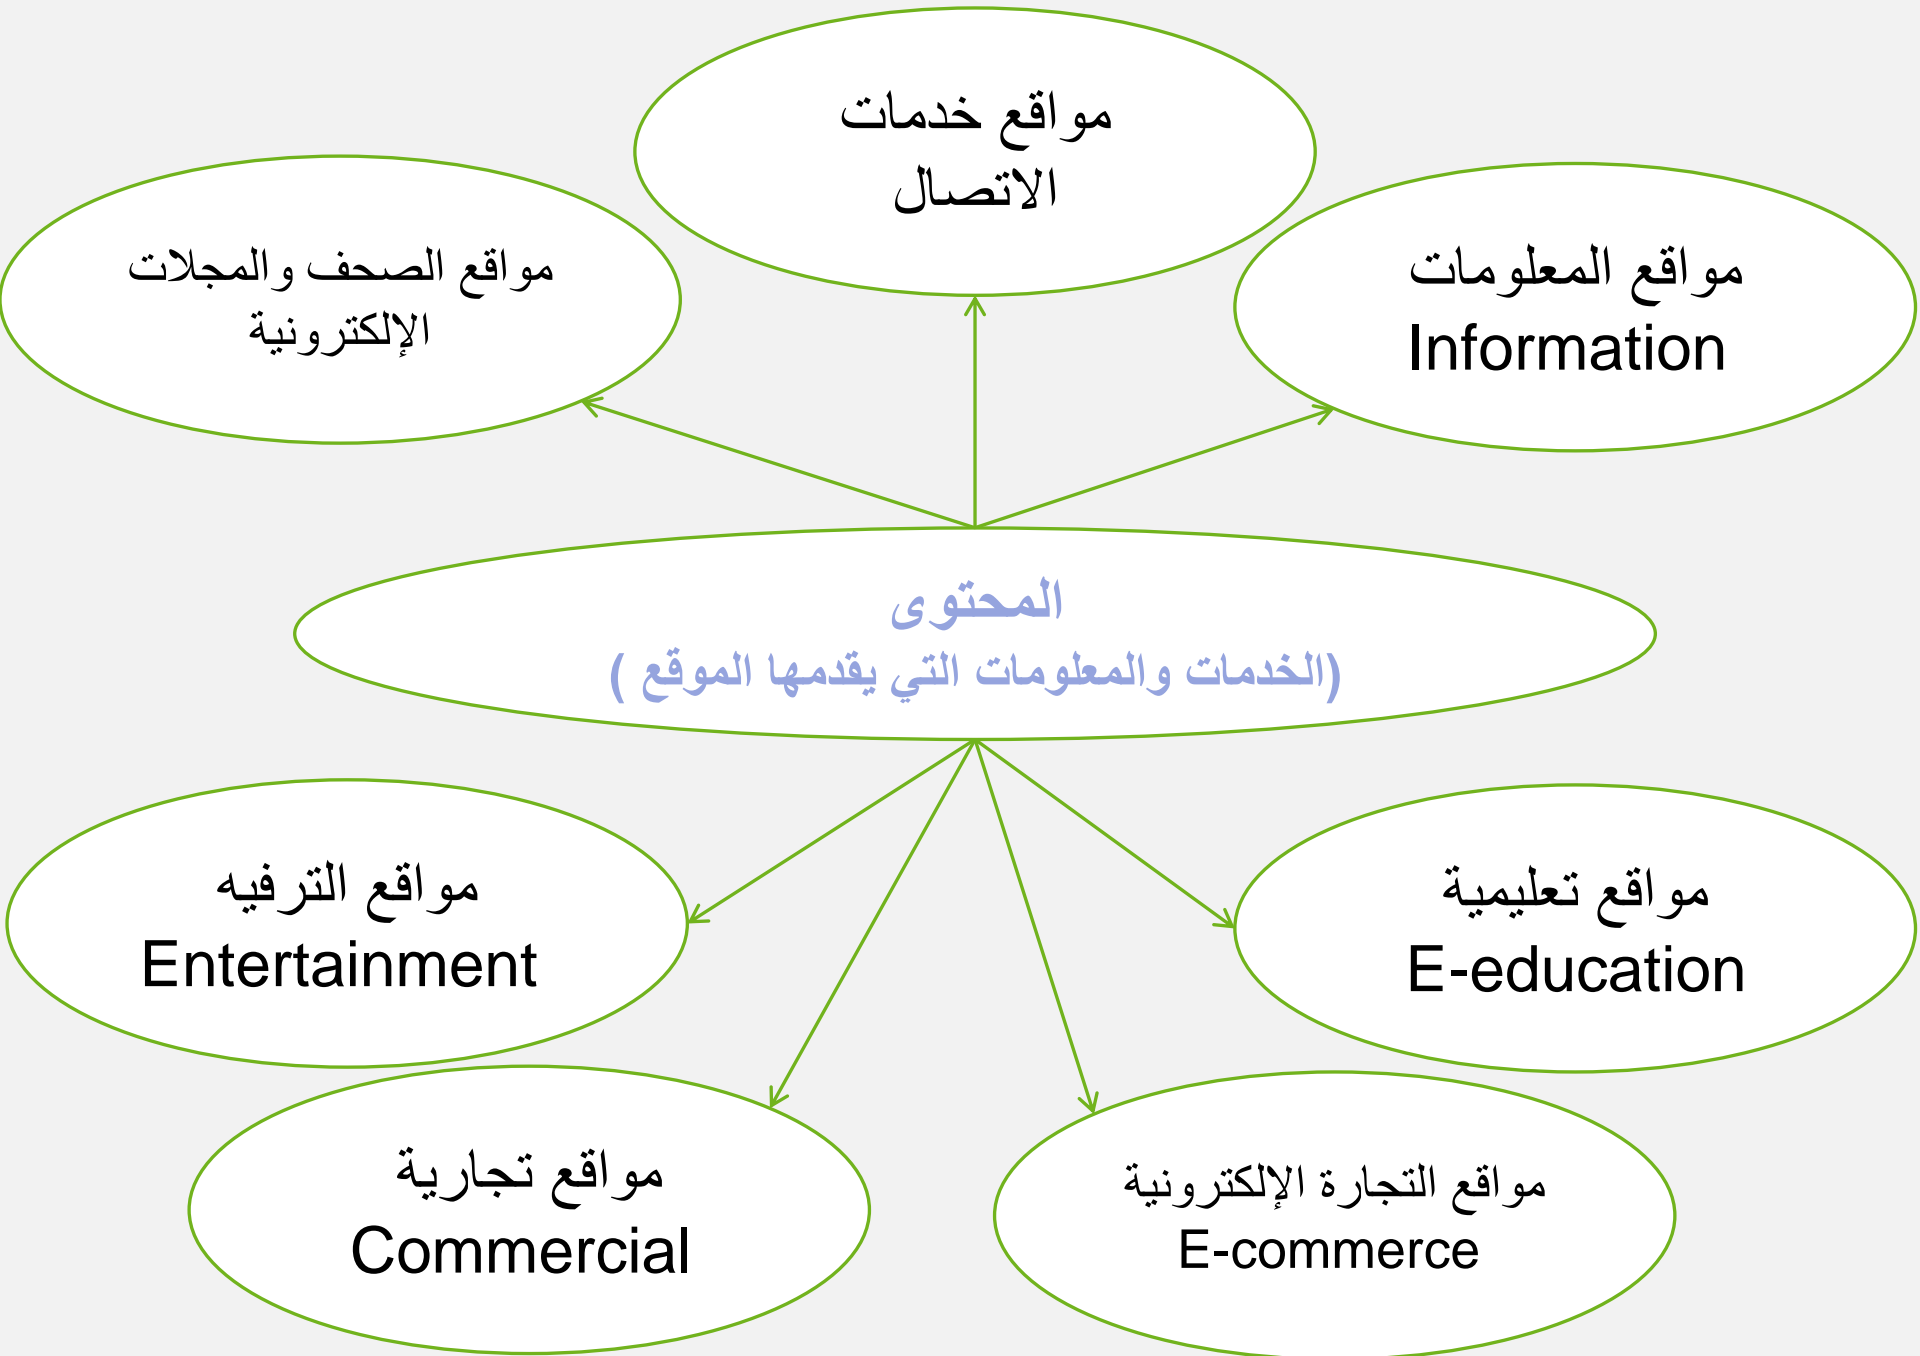 مواقع خدمات
الاتصال
مواقع المعلومات
Information
مواقع الصحف والمجلات
الإلكترونية
المحتوى
(الخدمات والمعلومات التي يقدمها الموقع )
مواقع تعليمية
E-education
مواقع الترفيه
Entertainment
مواقع التجارة الإلكترونية
E-commerce
مواقع تجارية
Commercial